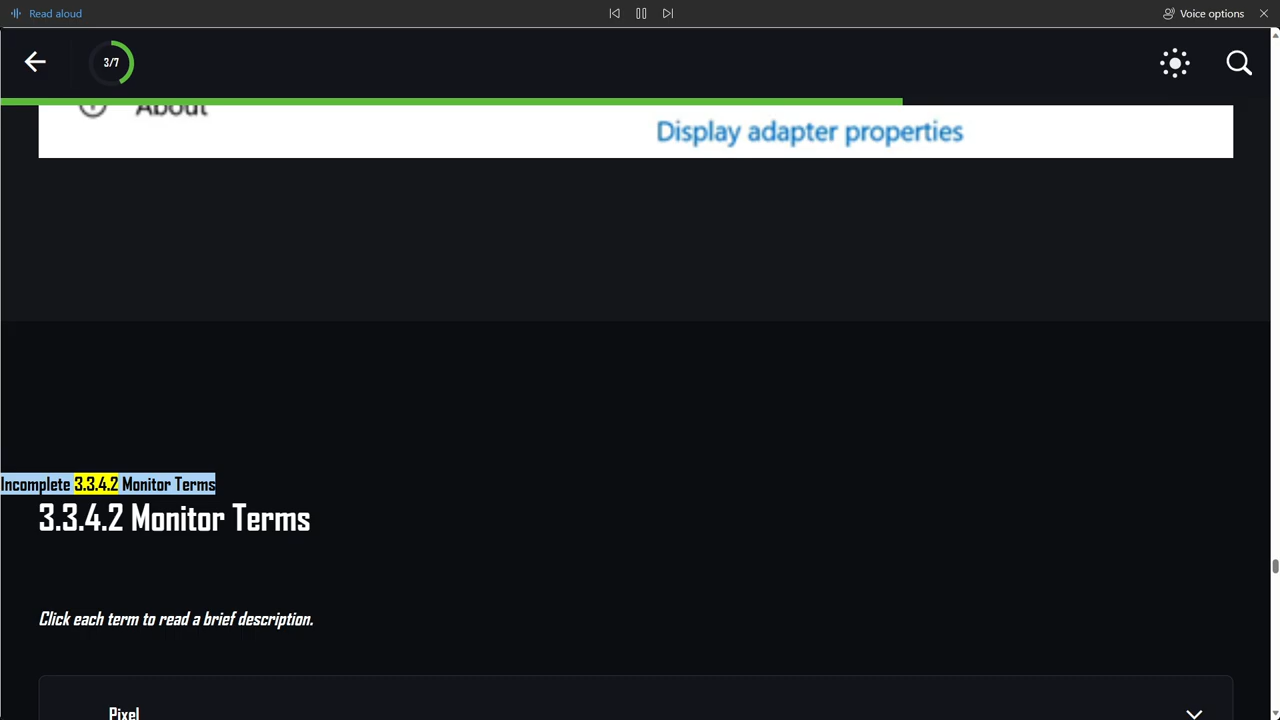 Read aloud
Voice options
3/7
About
Display adapter properties
Incomplete 3.3.4.2 Monitor Terms
3.3.4.2 Monitor Terms
Click each term to read a brief description.
Pixel